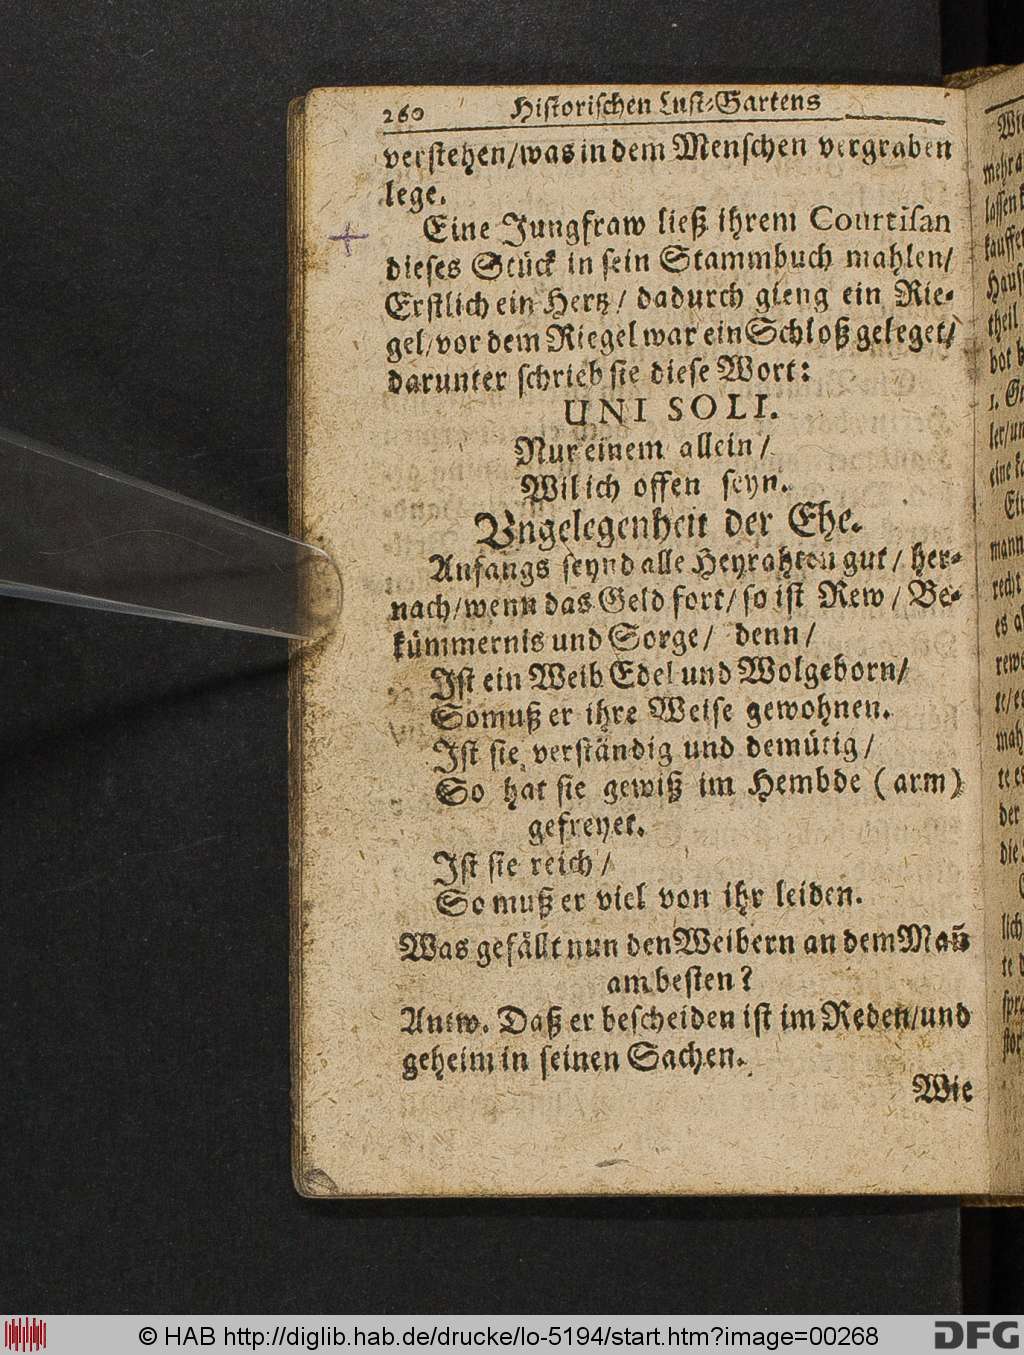 260 Historischen Lust-Gartens
verstehen/was in dem Menschen vergraben
lege.
Eine Jungfraw ließ ihrem Courtisan
dieses Stück in sein Stammbuch mahlen/
Erstlich ein Hertz/ dadurch gieng ein Rie-
gel/vor dem Riegel war ein Schloß geleget/
darunter schrieb sie diese Wort:
UNI SOLI.
Nur einem allein/
Wil ich offen seyn.
Vngelegenheit der Ehe.
Anfangs seynd alle Heyrahten gut/ her-
nach/wenn das Geld fort/so ist Rew/ Be-
kümmernis und Sorge/ denn/
Ist ein Weib Edel und Wolgeborn/
So muß er ihre Weise gewohnen.
Ist sie verständig und demütig/
So hat sie gewiß im Hembde (arm)
gefreyet.
Ist sie reich/
So muß er viel von ihr leiden.
Was gefällt nun den Weibern an dem Mañ
am besten?
Antw. Daß er bescheiden ist im Reden/und
geheim in seinen Sachen.
Wie
© HAB http://diglib.hab.de/drucke/lo-5194/start.htm?image=00268
DFG